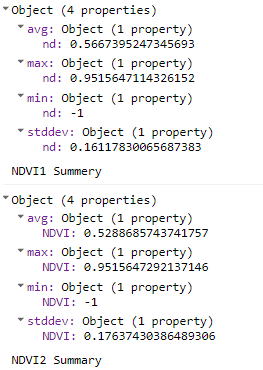 Object (4 properties)
avg: Object (1 property)
nd: 0.5667395247345693
max: Object (1 property)
nd: 0.9515647114326152
min: Object (1 property)
nd: -1
stddev: Object (1 property)
nd: 0.16117830065687383
NDVI1 Summery
Object (4 properties)
avg: Object (1 property)
NDVI: 0.5288685743741757
max: Object (1 property)
NDVI: 0.9515647292137146
min: Object (1 property)
NDVI: -1
stddev: Object (1 property)
NDVI: 0.17637430386489306
NDVI2 Summary